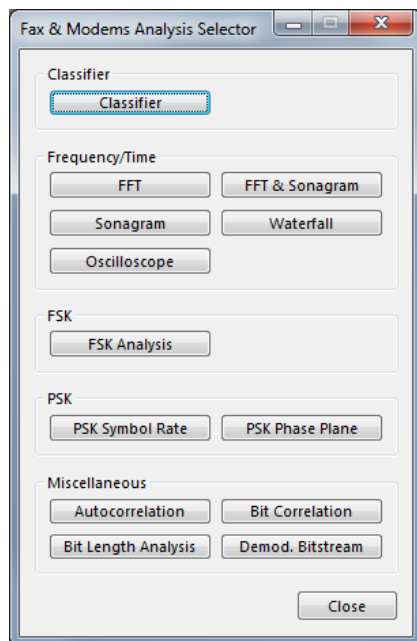 Fax & Modems Analysis Selector
Classifier
Classifier
Frequency/Time
FFT
FFT & Sonagram
Sonagram
Waterfall
Oscilloscope
FSK
FSK Analysis
PSK
PSK Symbol Rate
PSK Phase Plane
Miscellaneous
Autocorrelation
Bit Correlation
Bit Length Analysis
Demod. Bitstream
Close